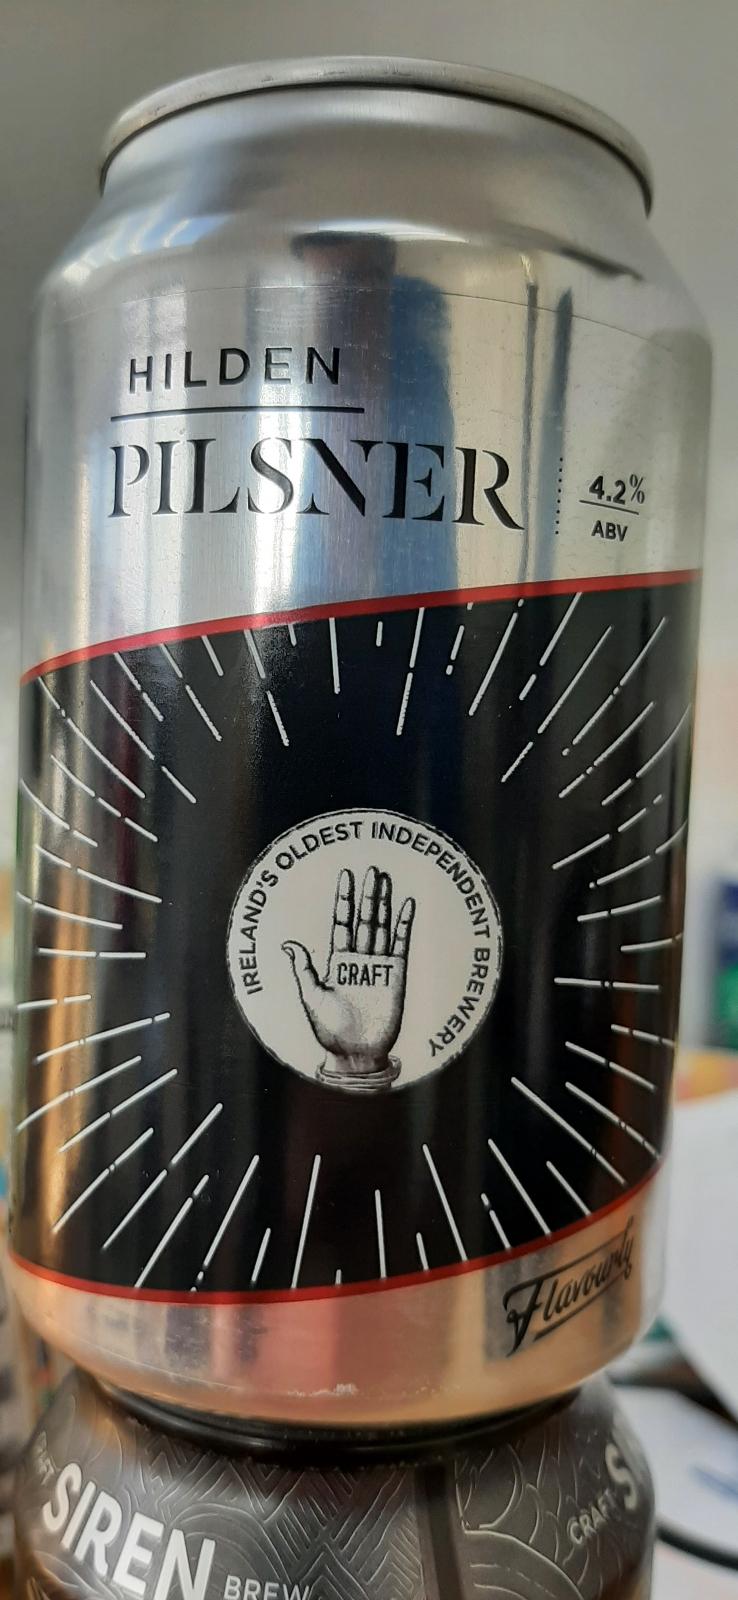 HILDEN
PILSNER
4.2%
ABV
IRELAND'S OLDEST INDEPENDENT BREWERY
CRAFT
Flavourly
SIREN
BREW
CRAFT